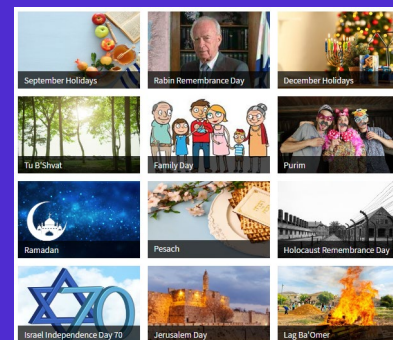 September Holidays
Rabin Remembrance Day
December Holidays
Tu B'Shvat
Family Day
Purim
Ramadan
Pesach
Holocaust Remembrance Day
70
Israel Independence Day 70
Jerusalem Day
Lag Ba'Omer